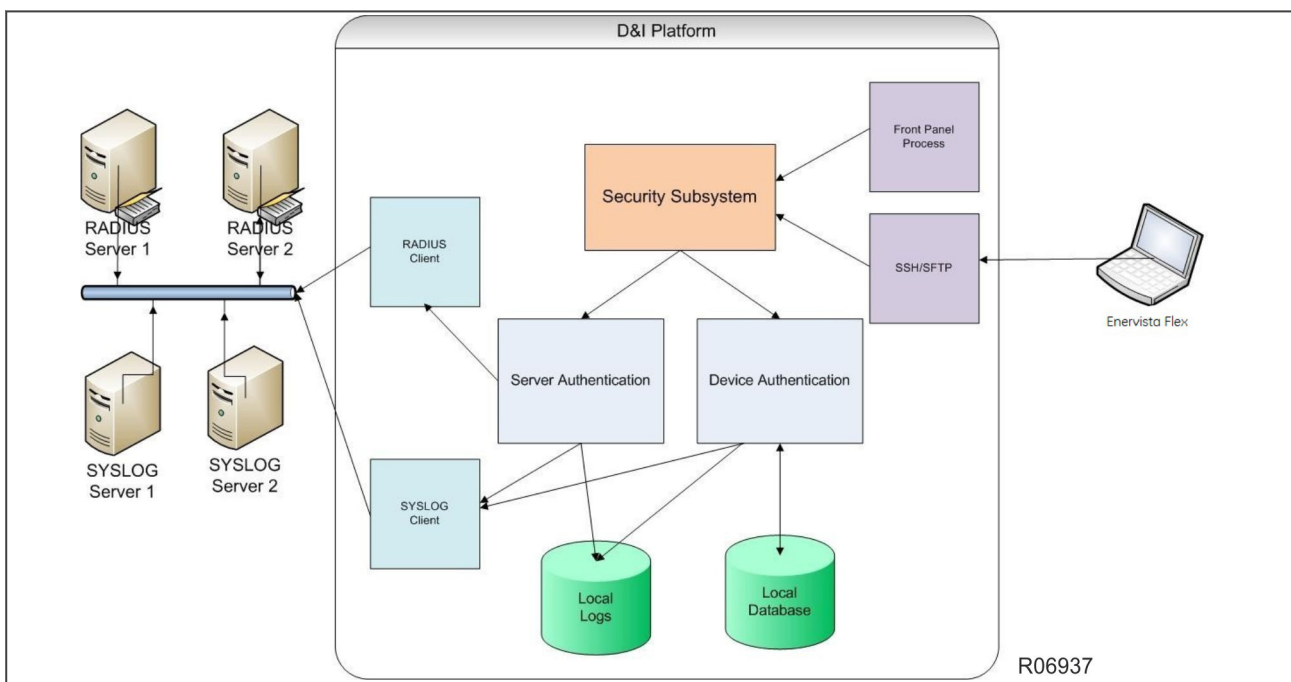 D&I Platform
RADIUS
Server 1
RADIUS
Server 2
SYSLOG
Server 1
SYSLOG
Server 2
RADIUS
Client
SYSLOG
Client
Security Subsystem
Server Authentication
Device Authentication
Front Panel
Process
SSH/SFTP
Local
Logs
Local
Database
Enervista Flex
R06937